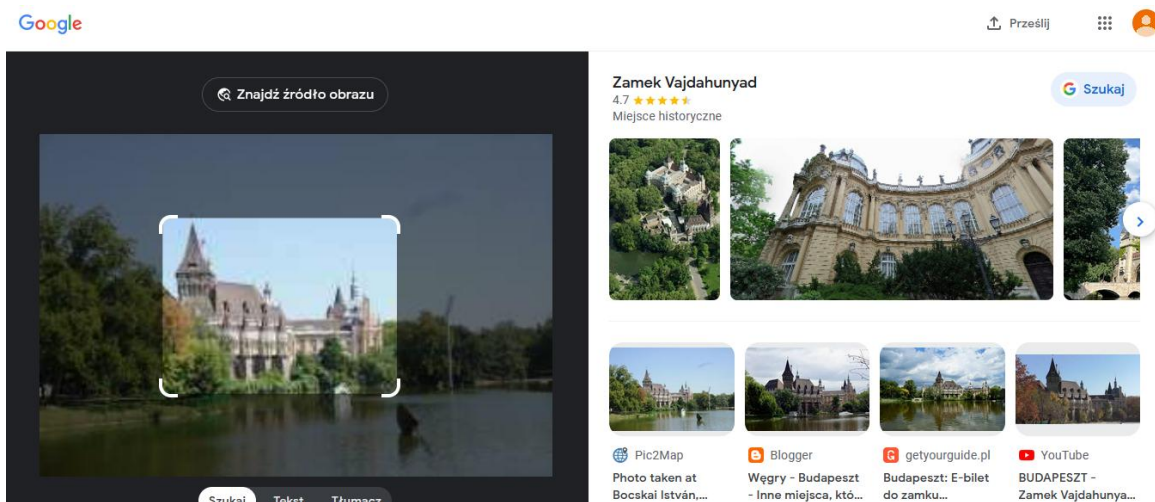 Google
Prześlij
Znajdź źródło obrazu
Zamek Vajdahunyad
4.7
Miejsce historyczne
Szukaj
Pic2Map
Photo taken at
Bocskai István,...
Blogger
Węgry - Budapeszt
- Inne miejsca, któ...
getyourguide.pl
Budapeszt: E-bilet
do zamku...
YouTube
BUDAPESZT -
Zamek Vajdahunya...
Szukaj Tekst Tłumacz